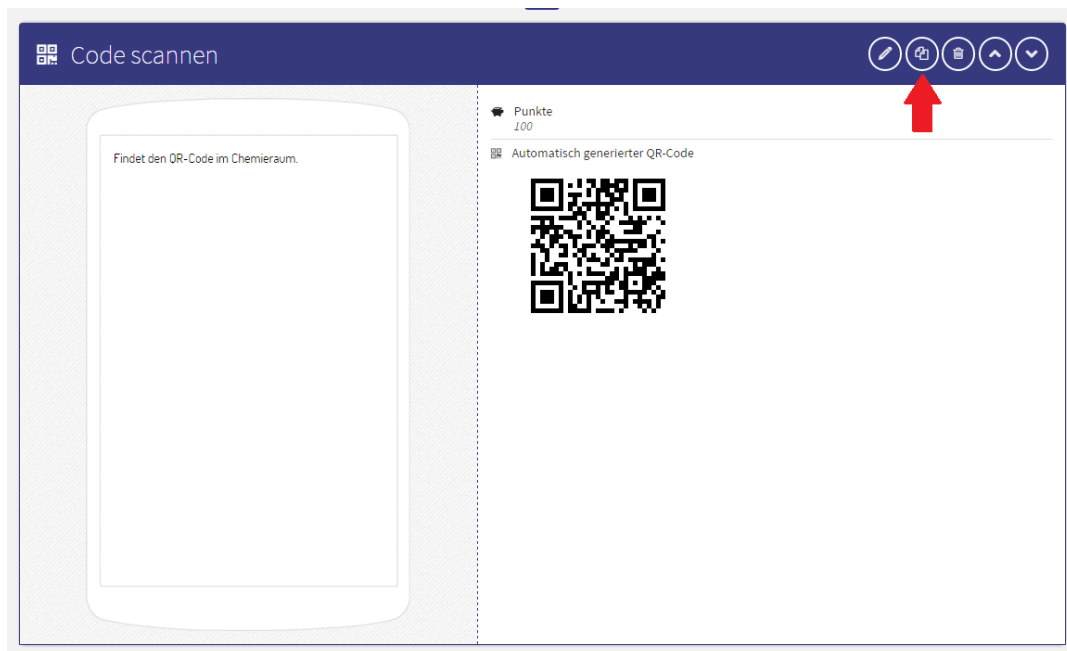 Code scannen
Findet den QR-Code im Chemieraum.
Punkte
100
Automatisch generierter QR-Code